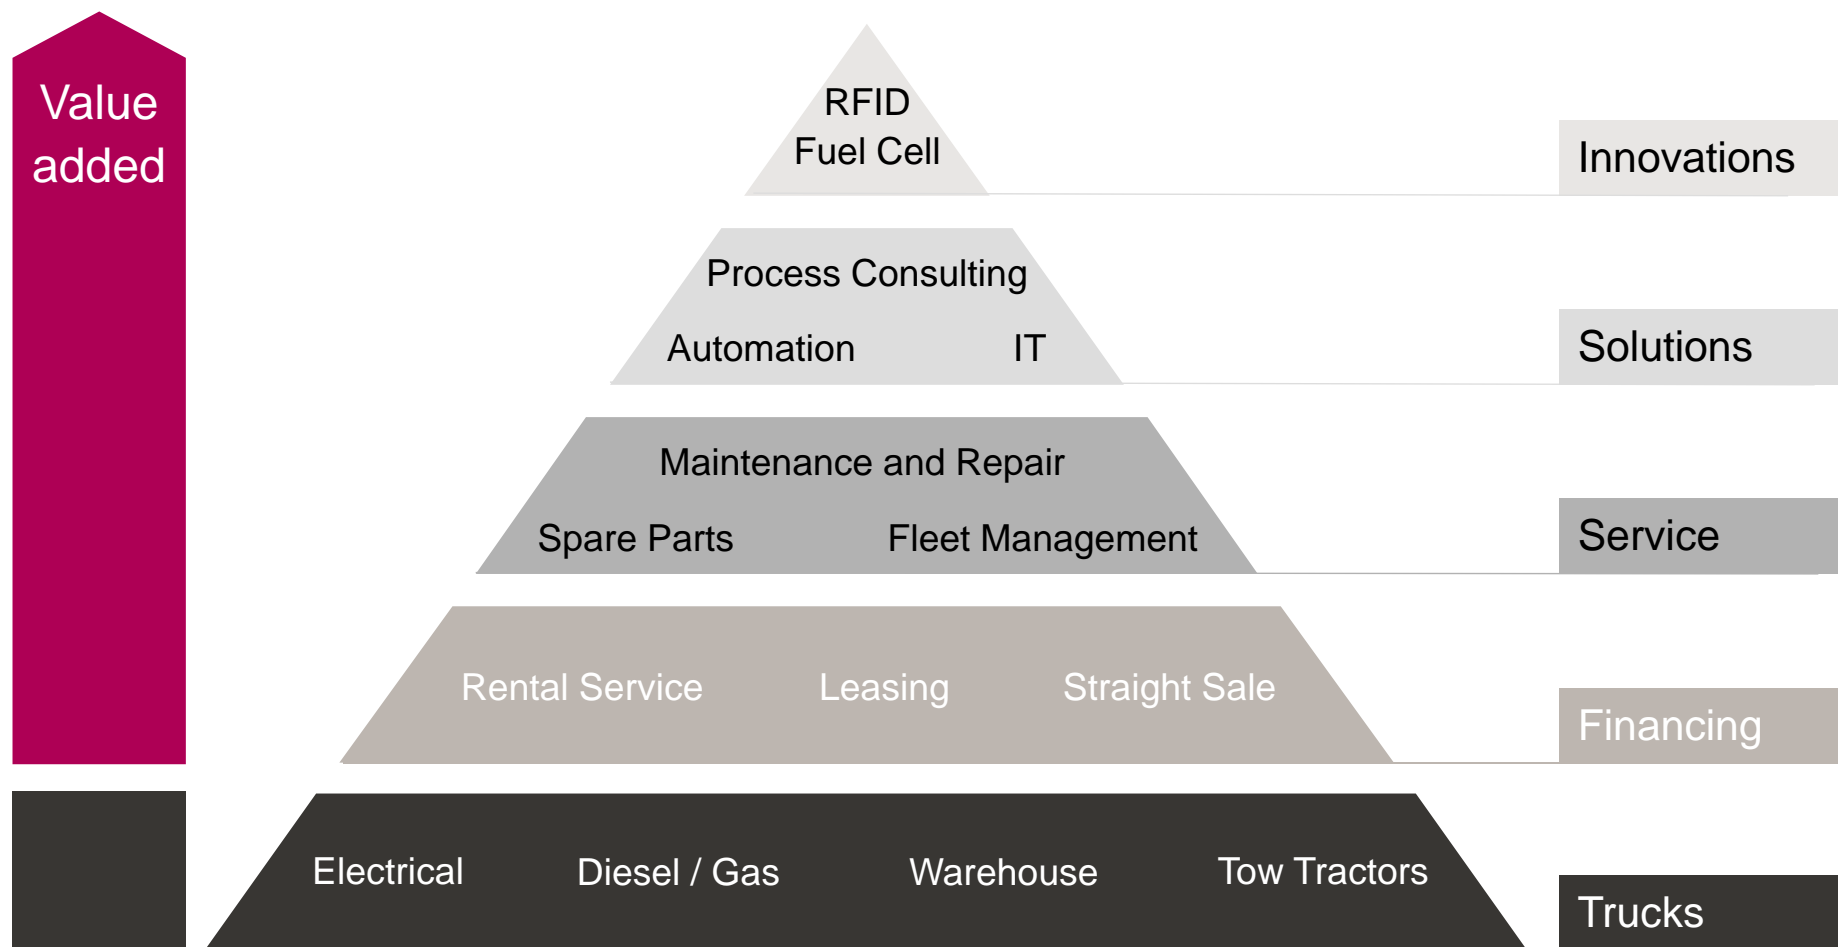 Value
added
RFID
Fuel Cell
Innovations
Process Consulting
Automation IT
Solutions
Maintenance and Repair
Spare Parts Fleet Management
Service
Rental Service Leasing Straight Sale
Financing
Electrical Diesel / Gas Warehouse Tow Tractors
Trucks